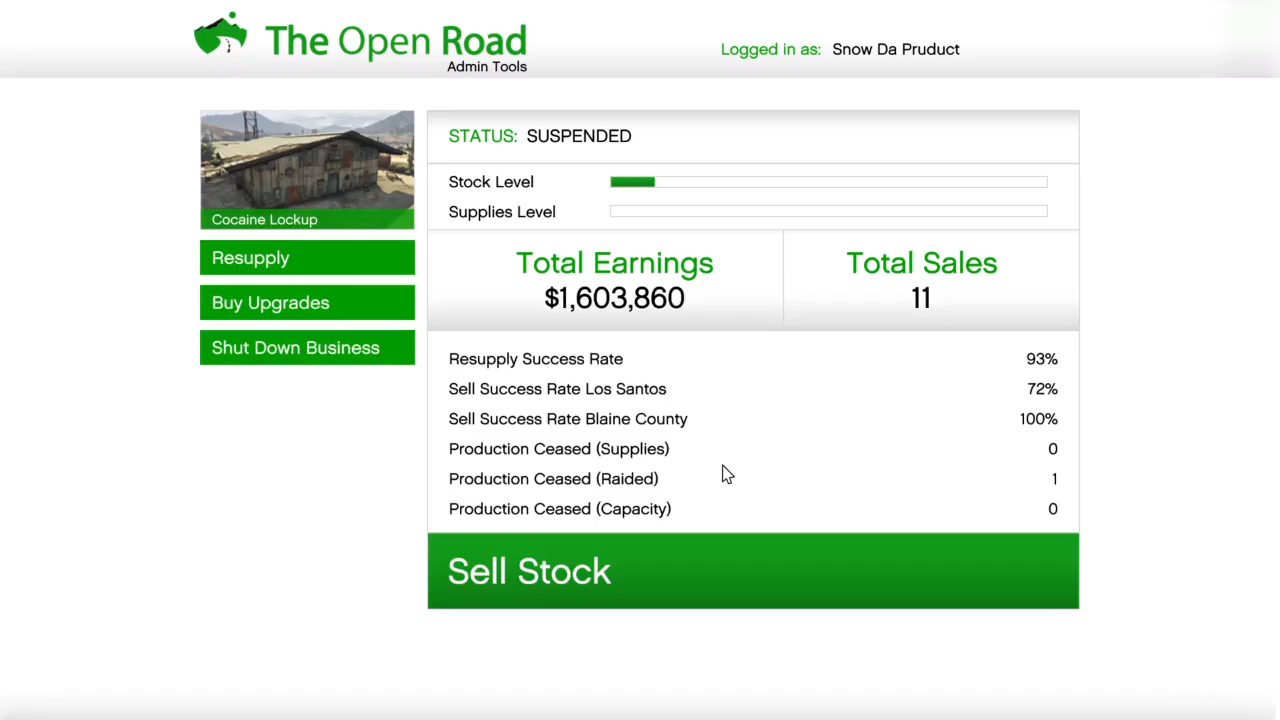 The Open Road
Admin Tools
Logged in as: Snow Da Pruduct
Cocaine Lockup
Resupply
Buy Upgrades
Shut Down Business
STATUS: SUSPENDED
Stock Level
Supplies Level
Total Earnings
$1,603,860
Total Sales
11
Resupply Success Rate 93%
Sell Success Rate Los Santos 72%
Sell Success Rate Blaine County 100%
Production Ceased (Supplies) 0
Production Ceased (Raided) 1
Production Ceased (Capacity) 0
Sell Stock